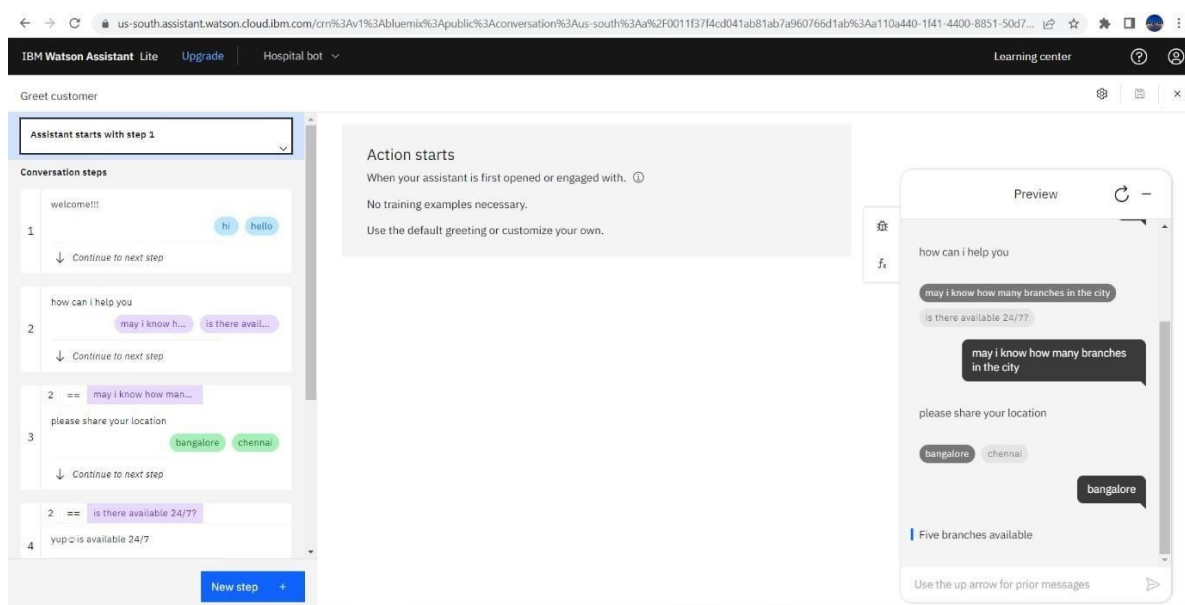 us-south.assistant.watson.cloud.ibm.com/crn%3Av1%3Abluemix%3Apublic%3Aconversation%3Aus-south%3Aa%2F0011f37f4cd041ab81ab7a960766d1ab%3Aa110a440-1f41-4400-8851-50d7...
IBM Watson Assistant Lite Upgrade Hospital bot Learning center
Greet customer
Assistant starts with step 1
Conversation steps
1
welcome!!!
hi hello
Continue to next step
2
how can i help you
may i know h... is there avail...
Continue to next step
3
2 == may i know how man...
please share your location
bangalore chennai
Continue to next step
4
2 == is there available 24/7?
yup☺is available 24/7
New step +
Action starts
When your assistant is first opened or engaged with.
No training examples necessary.
Use the default greeting or customize your own.
fx
Preview
how can i help you
may i know how many branches in the city
is there available 24/7?
may i know how many branches
in the city
please share your location
bangalore chennai
bangalore
Five branches available
Use the up arrow for prior messages